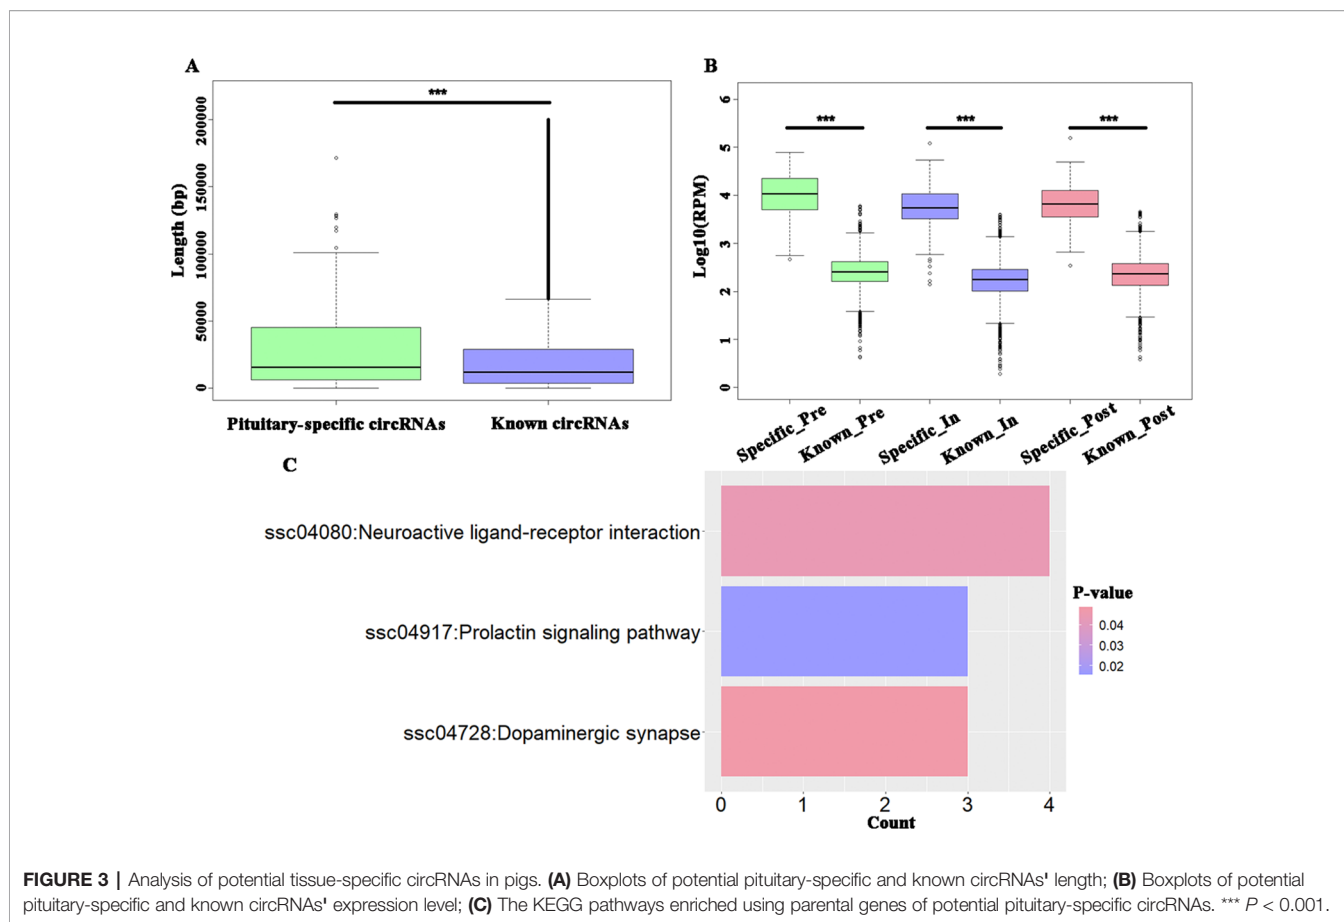 A
***
Length (bp)
200000
150000
100000
50000
0
Pituitary-specific circRNAs
Known circRNAs
B
***
***
***
Log10(RPM)
6
5
4
3
2
1
0
Specific_Pre
Known_Pre
Specific_In
Known_In
Specific_Post
Known_Post
C
ssc04080:Neuroactive ligand-receptor interaction
ssc04917:Prolactin signaling pathway
ssc04728:Dopaminergic synapse
0 1 2 3 4
Count
P-value
0.04
0.03
0.02
FIGURE 3 | Analysis of potential tissue-specific circRNAs in pigs. (A) Boxplots of potential pituitary-specific and known circRNAs' length; (B) Boxplots of potential
pituitary-specific and known circRNAs' expression level; (C) The KEGG pathways enriched using parental genes of potential pituitary-specific circRNAs. *** P < 0.001.